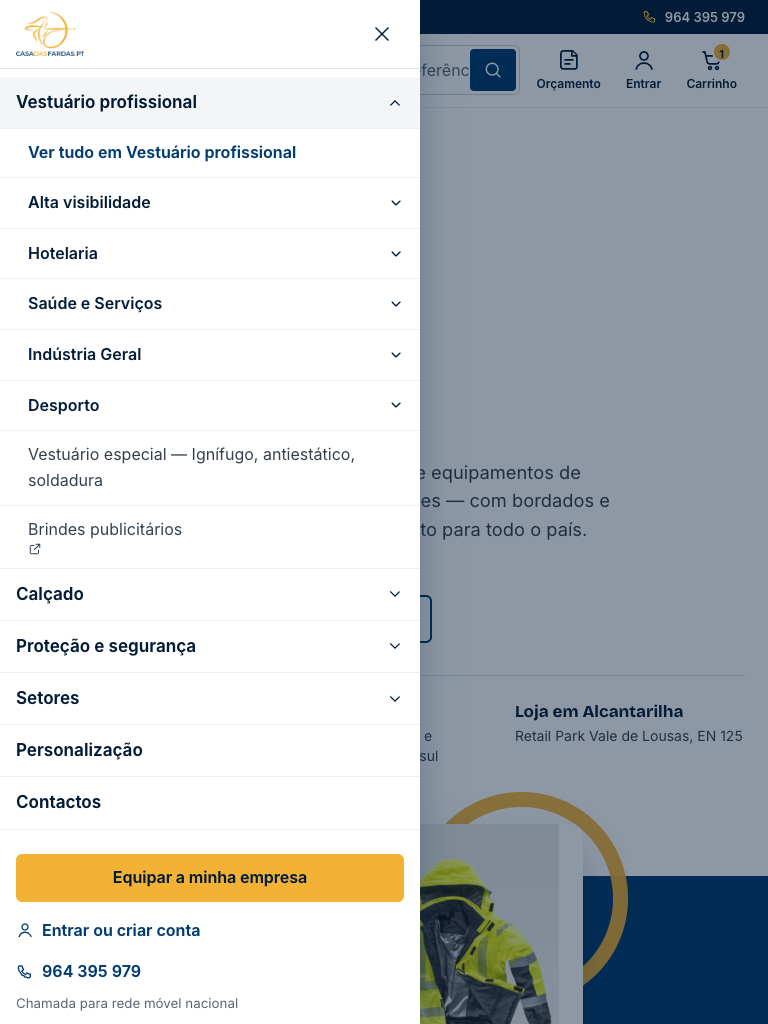 CASADASFARDAS.PT
964 395 979
Orçamento
Entrar
Carrinho
1
Vestuário profissional
Ver tudo em Vestuário profissional
Alta visibilidade
Hotelaria
Saúde e Serviços
Indústria Geral
Desporto
Vestuário especial — Ignífugo, antiestático,
soldadura
Brindes publicitários
Calçado
Proteção e segurança
Setores
Personalização
Contactos
Equipar a minha empresa
Entrar ou criar conta
964 395 979
Chamada para rede móvel nacional
e equipamentos de
es — com bordados e
to para todo o país.
Loja em Alcantarilha
Retail Park Vale de Lousas, EN 125
e
sul